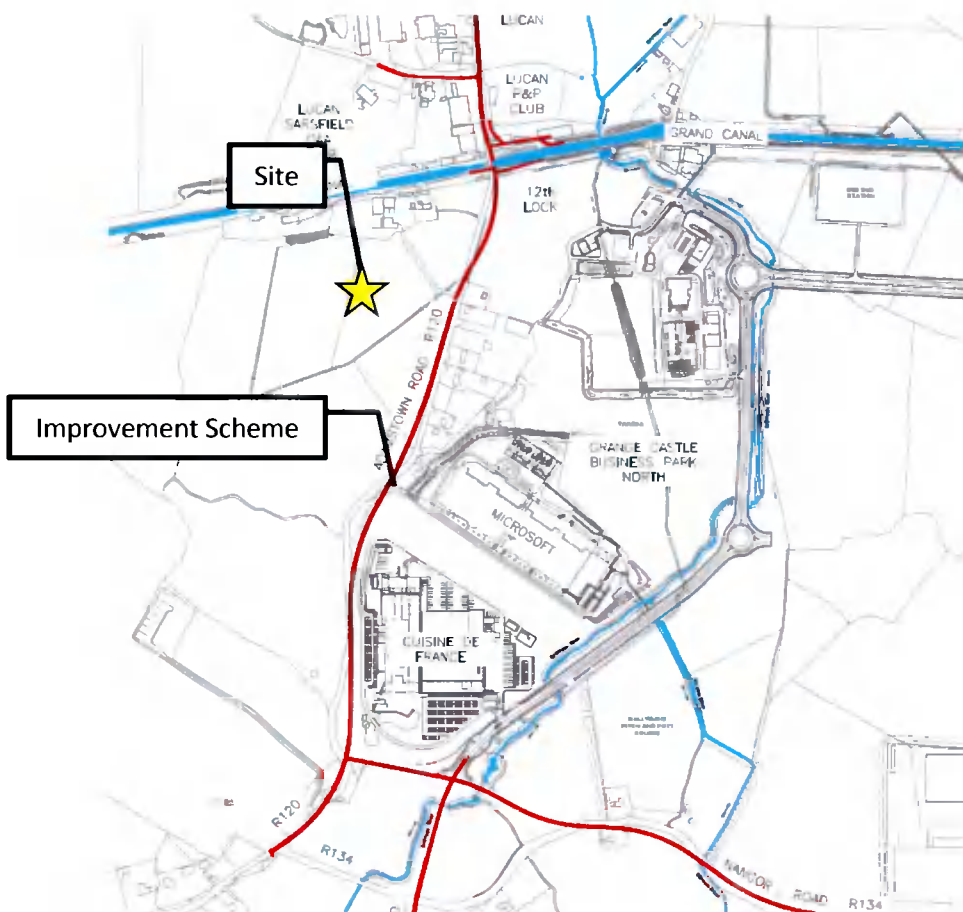 LUCAN
LUCAN
P&P
CLUB
LUCAN
SARSFIELD
GRAND CANAL
Site
12th
LOCK
ROAD R120
Improvement Scheme
GRANGE CASTLE
BUSINESS PARK
NORTH
MICROSOFT
CUISINE DE
FRANCE
R120
R134
NANGOR ROAD R134